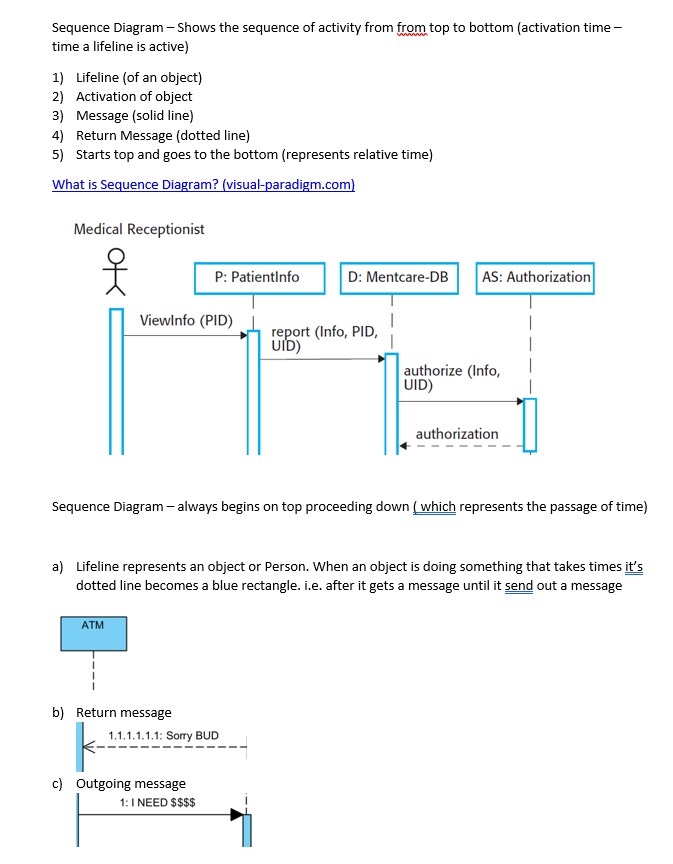 Sequence Diagram – Shows the sequence of activity from from top to bottom (activation time –
time a lifeline is active)
1) Lifeline (of an object)
2) Activation of object
3) Message (solid line)
4) Return Message (dotted line)
5) Starts top and goes to the bottom (represents relative time)
What is Sequence Diagram? (visual-paradigm.com)
Medical Receptionist
P: PatientInfo
D: Mentcare-DB
AS: Authorization
ViewInfo (PID)
report (Info, PID,
UID)
authorize (Info,
UID)
authorization
Sequence Diagram – always begins on top proceeding down ( which represents the passage of time)
a) Lifeline represents an object or Person. When an object is doing something that takes times it's
dotted line becomes a blue rectangle. i.e. after it gets a message until it send out a message
ATM
b) Return message
1.1.1.1.1.1: Sorry BUD
c) Outgoing message
1: I NEED $$$$